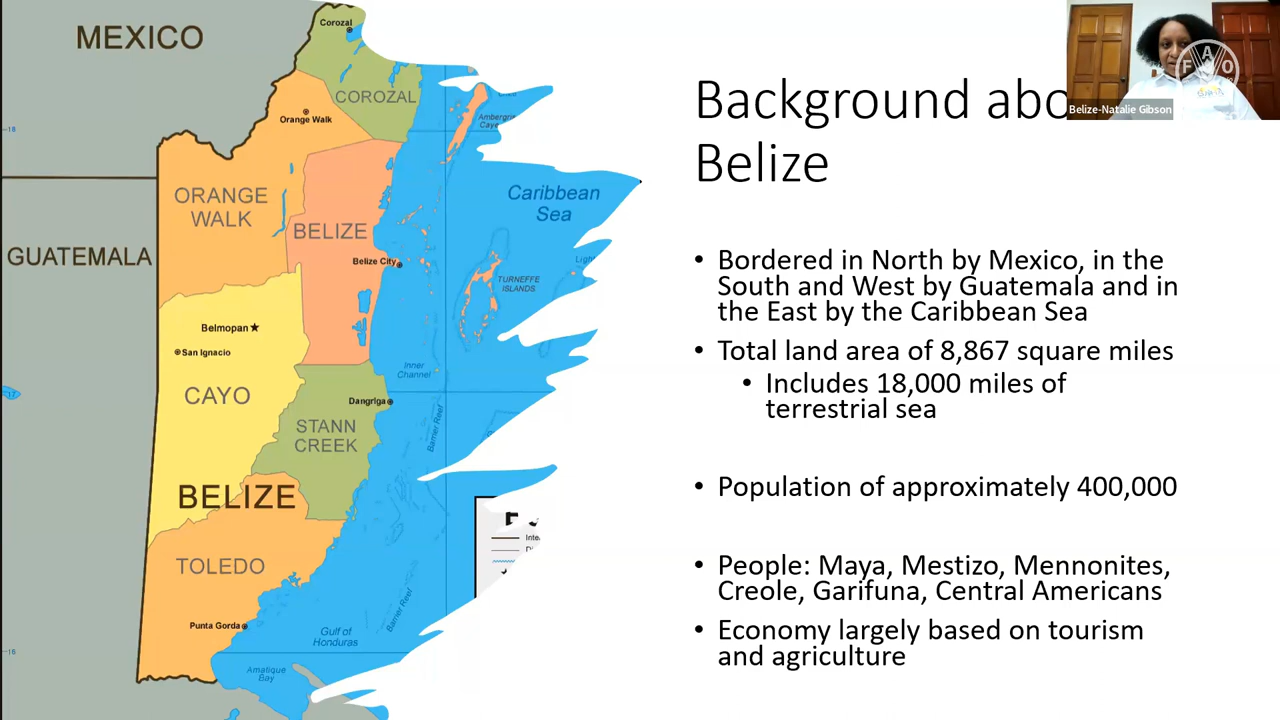 MEXICO
Corozal
COROZAL
Orange Walk
18
Ambergris
Caye
ORANGE
WALK
Caribbean
Sea
BELIZE
GUATEMALA
Belize City
TURNEFFE
ISLANDS
Light
Belmopan
San Ignacio
Inner
Channel
CAYO
Dangriga
STANN
CREEK
Barrier Reef
BELIZE
TOLEDO
Inte
Barrier Reef
Punta Gorda
Gulf of
Honduras
16
Amatique
Bay
Background abo
Belize
• Bordered in North by Mexico, in the
South and West by Guatemala and in
the East by the Caribbean Sea
• Total land area of 8,867 square miles
• Includes 18,000 miles of
terrestrial sea
• Population of approximately 400,000
• People: Maya, Mestizo, Mennonites,
Creole, Garifuna, Central Americans
• Economy largely based on tourism
and agriculture
FAO
Belize-Natalie Gibson